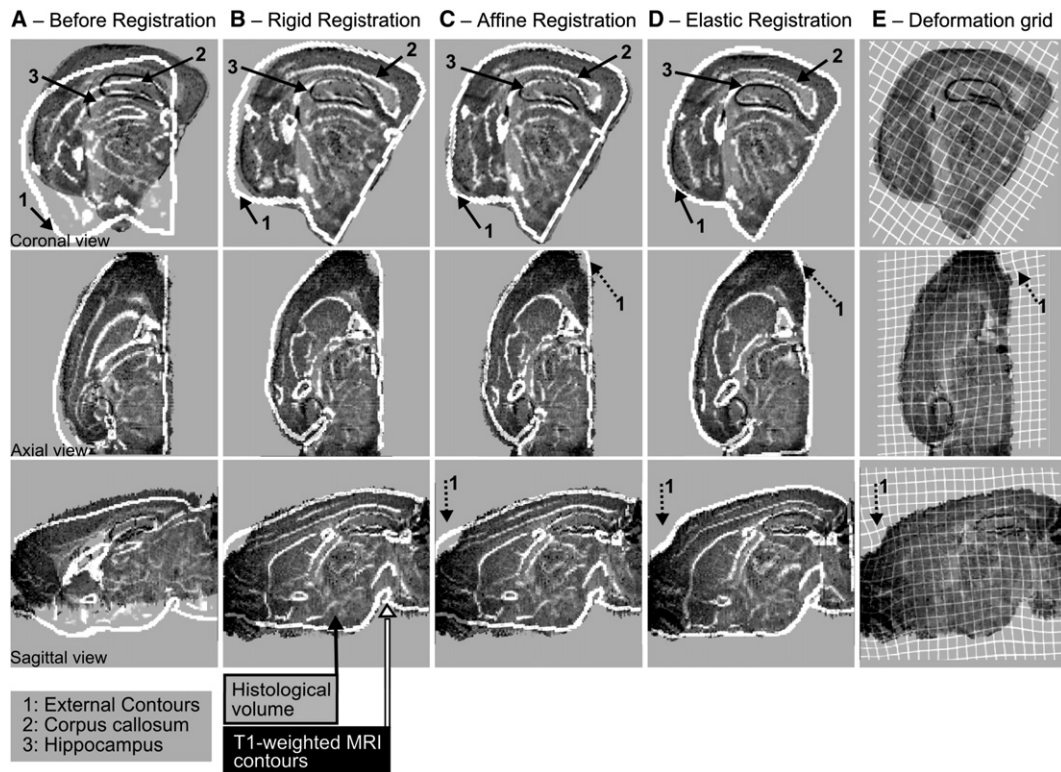 A – Before Registration
B – Rigid Registration
C – Affine Registration
D – Elastic Registration
E – Deformation grid
2
3
1
Coronal view
2
3
1
2
3
1
2
3
1
Axial view
1
1
1
Sagittal view
1
1
1
1: External Contours
2: Corpus callosum
3: Hippocampus
Histological
volume
T1-weighted MRI
contours